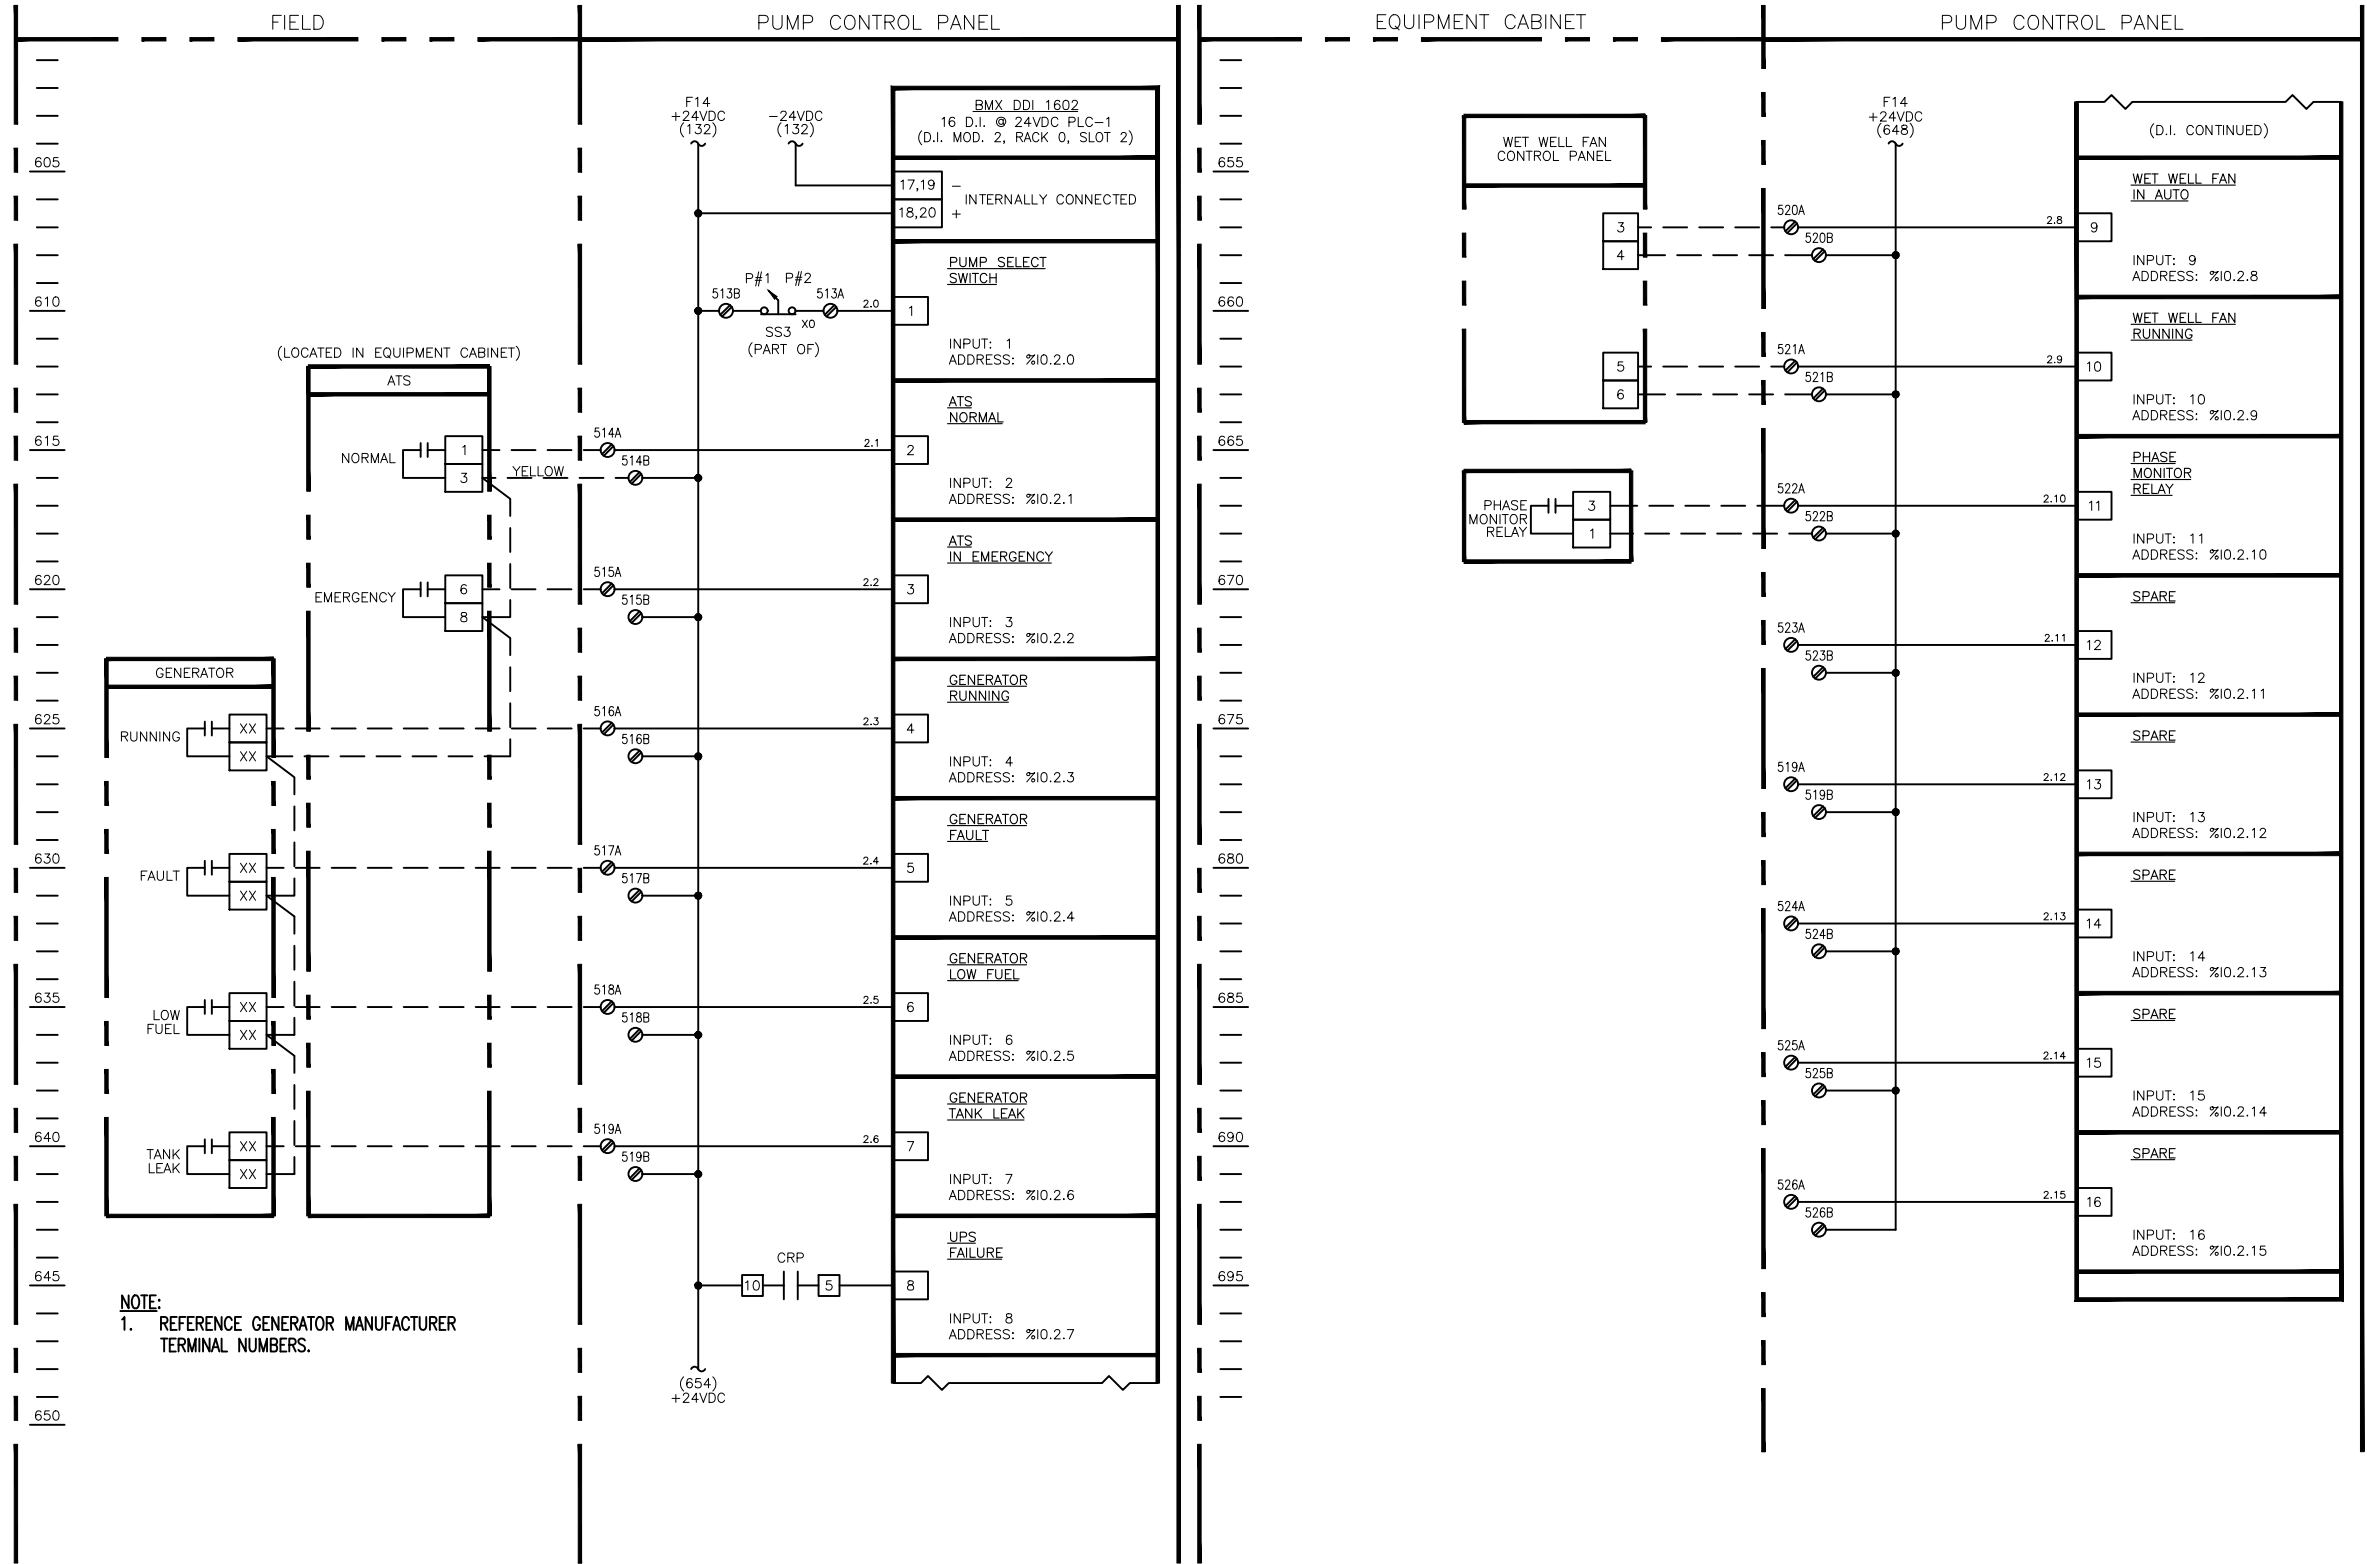 FIELD
PUMP CONTROL PANEL
605
610
615
620
625
630
635
640
645
650
F14
+24VDC
(132)
-24VDC
(132)
BMX DDI 1602
16 D.I. @ 24VDC PLC-1
(D.I. MOD. 2, RACK 0, SLOT 2)
17,19 -
INTERNALLY CONNECTED
18,20 +
PUMP SELECT
SWITCH
P#1 P#2
513B 513A 2.0 1
SS3 X0
(PART OF)
INPUT: 1
ADDRESS: %I0.2.0
(LOCATED IN EQUIPMENT CABINET)
ATS
ATS
NORMAL
NORMAL 1 514A 2.1 2
3 YELLOW 514B
INPUT: 2
ADDRESS: %I0.2.1
ATS
IN EMERGENCY
EMERGENCY 6 515A 2.2 3
8 515B
INPUT: 3
ADDRESS: %I0.2.2
GENERATOR
GENERATOR
RUNNING
RUNNING XX 516A 2.3 4
XX 516B
INPUT: 4
ADDRESS: %I0.2.3
GENERATOR
FAULT
FAULT XX 517A 2.4 5
XX 517B
INPUT: 5
ADDRESS: %I0.2.4
GENERATOR
LOW FUEL
LOW
FUEL XX 518A 2.5 6
XX 518B
INPUT: 6
ADDRESS: %I0.2.5
GENERATOR
TANK LEAK
TANK
LEAK XX 519A 2.6 7
XX 519B
INPUT: 7
ADDRESS: %I0.2.6
UPS
FAILURE
CRP
10 5 8
INPUT: 8
ADDRESS: %I0.2.7
NOTE:
1. REFERENCE GENERATOR MANUFACTURER
TERMINAL NUMBERS.
(654)
+24VDC
EQUIPMENT CABINET
PUMP CONTROL PANEL
655
660
665
670
675
680
685
690
695
WET WELL FAN
CONTROL PANEL
F14
+24VDC
(648)
(D.I. CONTINUED)
WET WELL FAN
IN AUTO
3 520A 2.8 9
4 520B
INPUT: 9
ADDRESS: %I0.2.8
WET WELL FAN
RUNNING
5 521A 2.9 10
6 521B
INPUT: 10
ADDRESS: %I0.2.9
PHASE
MONITOR
RELAY
PHASE
MONITOR
RELAY
3 522A 2.10 11
1 522B
INPUT: 11
ADDRESS: %I0.2.10
SPARE
523A 2.11 12
523B
INPUT: 12
ADDRESS: %I0.2.11
SPARE
519A 2.12 13
519B
INPUT: 13
ADDRESS: %I0.2.12
SPARE
524A 2.13 14
524B
INPUT: 14
ADDRESS: %I0.2.13
SPARE
525A 2.14 15
525B
INPUT: 15
ADDRESS: %I0.2.14
SPARE
526A 2.15 16
526B
INPUT: 16
ADDRESS: %I0.2.15